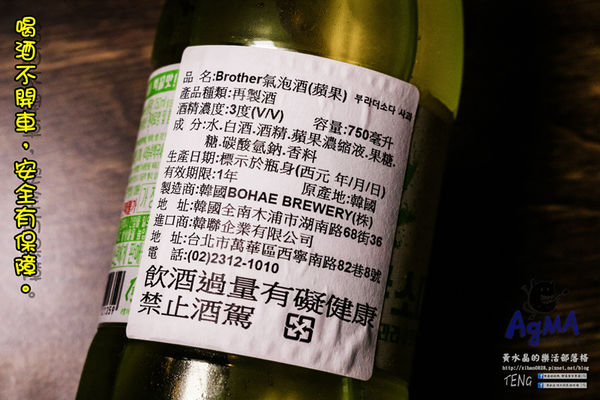 喝酒不開車，安全有保障。
品 名:Brother氣泡酒(蘋果) 부라더소다 사과
產品種類:再製酒
酒精濃度:3度(V/V) 容量:750毫升
成 分:水.白酒.酒精.蘋果濃縮液.果糖.
糖.碳酸氫鈉.香料
生產日期:標示於瓶身(西元 年/月/日)
有效期限:1年 原產地:韓國
製造商:韓國BOHAE BREWERY(株)
地 址:韓國全南木浦市湖南路68街36
進口商:韓聯企業有限公司
地 址:台北市萬華區西寧南路82巷8號
電 話:(02)2312-1010
飲酒過量有礙健康
禁止酒駕
AgMA
黃水晶的樂活部落格
http://xihan0828.pixnet.net/blog
TENG